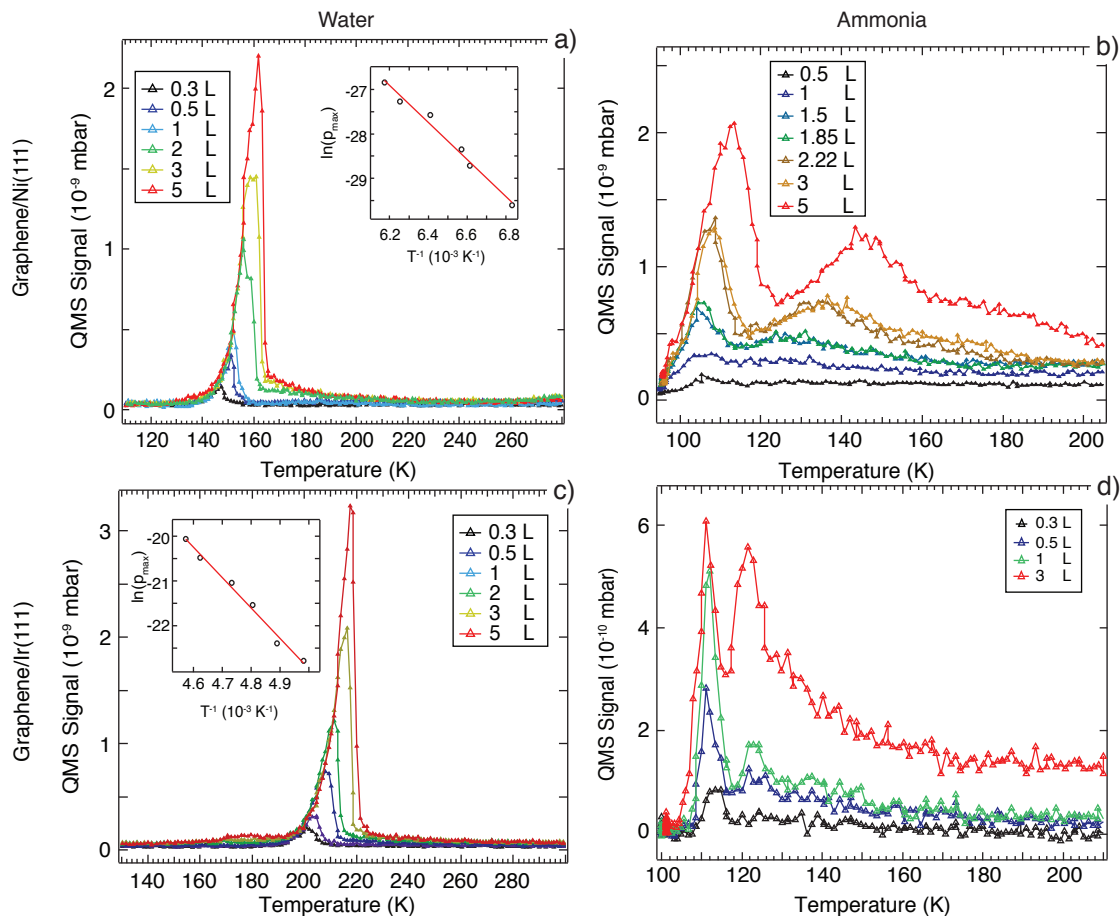 Water
Ammonia
Graphene/Ni(111)
a)
QMS Signal (10-9 mbar)
2
1
0
0.3 L
0.5 L
1 L
2 L
3 L
5 L
ln(pmax)
-27
-28
-29
6.2 6.4 6.6 6.8
T-1 (10-3 K-1)
120 140 160 180 200 220 240 260
Temperature (K)
b)
QMS Signal (10-9 mbar)
2
1
0
0.5 L
1 L
1.5 L
1.85 L
2.22 L
3 L
5 L
100 120 140 160 180 200
Temperature (K)
Graphene/Ir(111)
c)
QMS Signal (10-9 mbar)
3
2
1
0
ln(pmax)
-20
-21
-22
4.6 4.7 4.8 4.9
T-1 (10-3 K-1)
0.3 L
0.5 L
1 L
2 L
3 L
5 L
140 160 180 200 220 240 260 280
Temperature (K)
d)
QMS Signal (10-10 mbar)
6
4
2
0
0.3 L
0.5 L
1 L
3 L
100 120 140 160 180 200
Temperature (K)